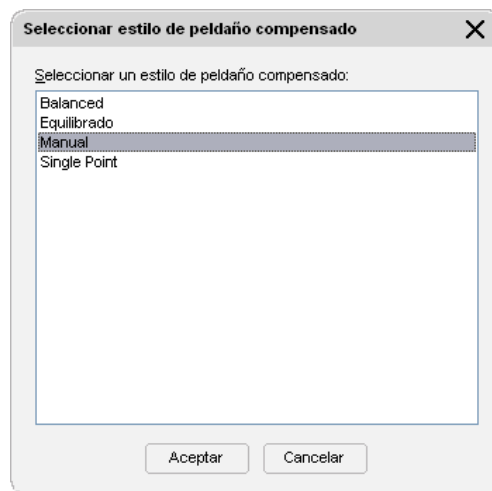 Seleccionar estilo de peldaño compensado
Seleccionar un estilo de peldaño compensado:
Balanced
Equilibrado
Manual
Single Point
Aceptar
Cancelar